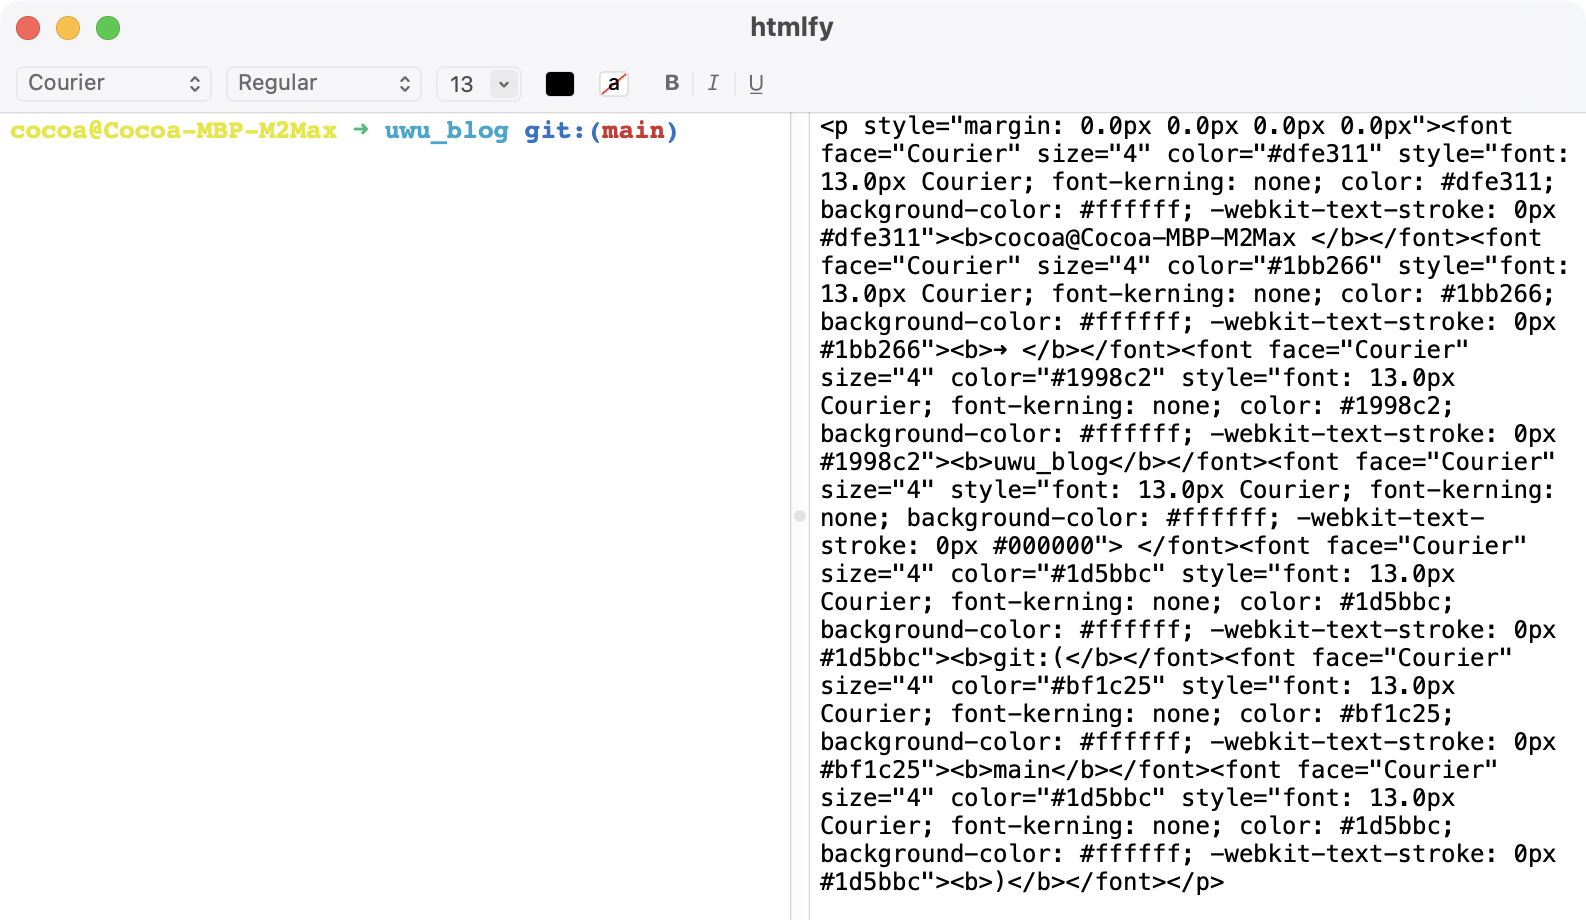 htmlfy
Courier Regular 13 a B I U
cocoa@Cocoa-MBP-M2Max ➜ uwu_blog git:(main)
<p style="margin: 0.0px 0.0px 0.0px 0.0px"><font
face="Courier" size="4" color="#dfe311" style="font:
13.0px Courier; font-kerning: none; color: #dfe311;
background-color: #ffffff; -webkit-text-stroke: 0px
#dfe311"><b>cocoa@Cocoa-MBP-M2Max </b></font><font
face="Courier" size="4" color="#1bb266" style="font:
13.0px Courier; font-kerning: none; color: #1bb266;
background-color: #ffffff; -webkit-text-stroke: 0px
#1bb266"><b>➜ </b></font><font face="Courier"
size="4" color="#1998c2" style="font: 13.0px
Courier; font-kerning: none; color: #1998c2;
background-color: #ffffff; -webkit-text-stroke: 0px
#1998c2"><b>uwu_blog</b></font><font face="Courier"
size="4" style="font: 13.0px Courier; font-kerning:
none; background-color: #ffffff; -webkit-text-
stroke: 0px #000000"> </font><font face="Courier"
size="4" color="#1d5bbc" style="font: 13.0px
Courier; font-kerning: none; color: #1d5bbc;
background-color: #ffffff; -webkit-text-stroke: 0px
#1d5bbc"><b>git:(</b></font><font face="Courier"
size="4" color="#bf1c25" style="font: 13.0px
Courier; font-kerning: none; color: #bf1c25;
background-color: #ffffff; -webkit-text-stroke: 0px
#bf1c25"><b>main</b></font><font face="Courier"
size="4" color="#1d5bbc" style="font: 13.0px
Courier; font-kerning: none; color: #1d5bbc;
background-color: #ffffff; -webkit-text-stroke: 0px
#1d5bbc"><b>)</b></font></p>